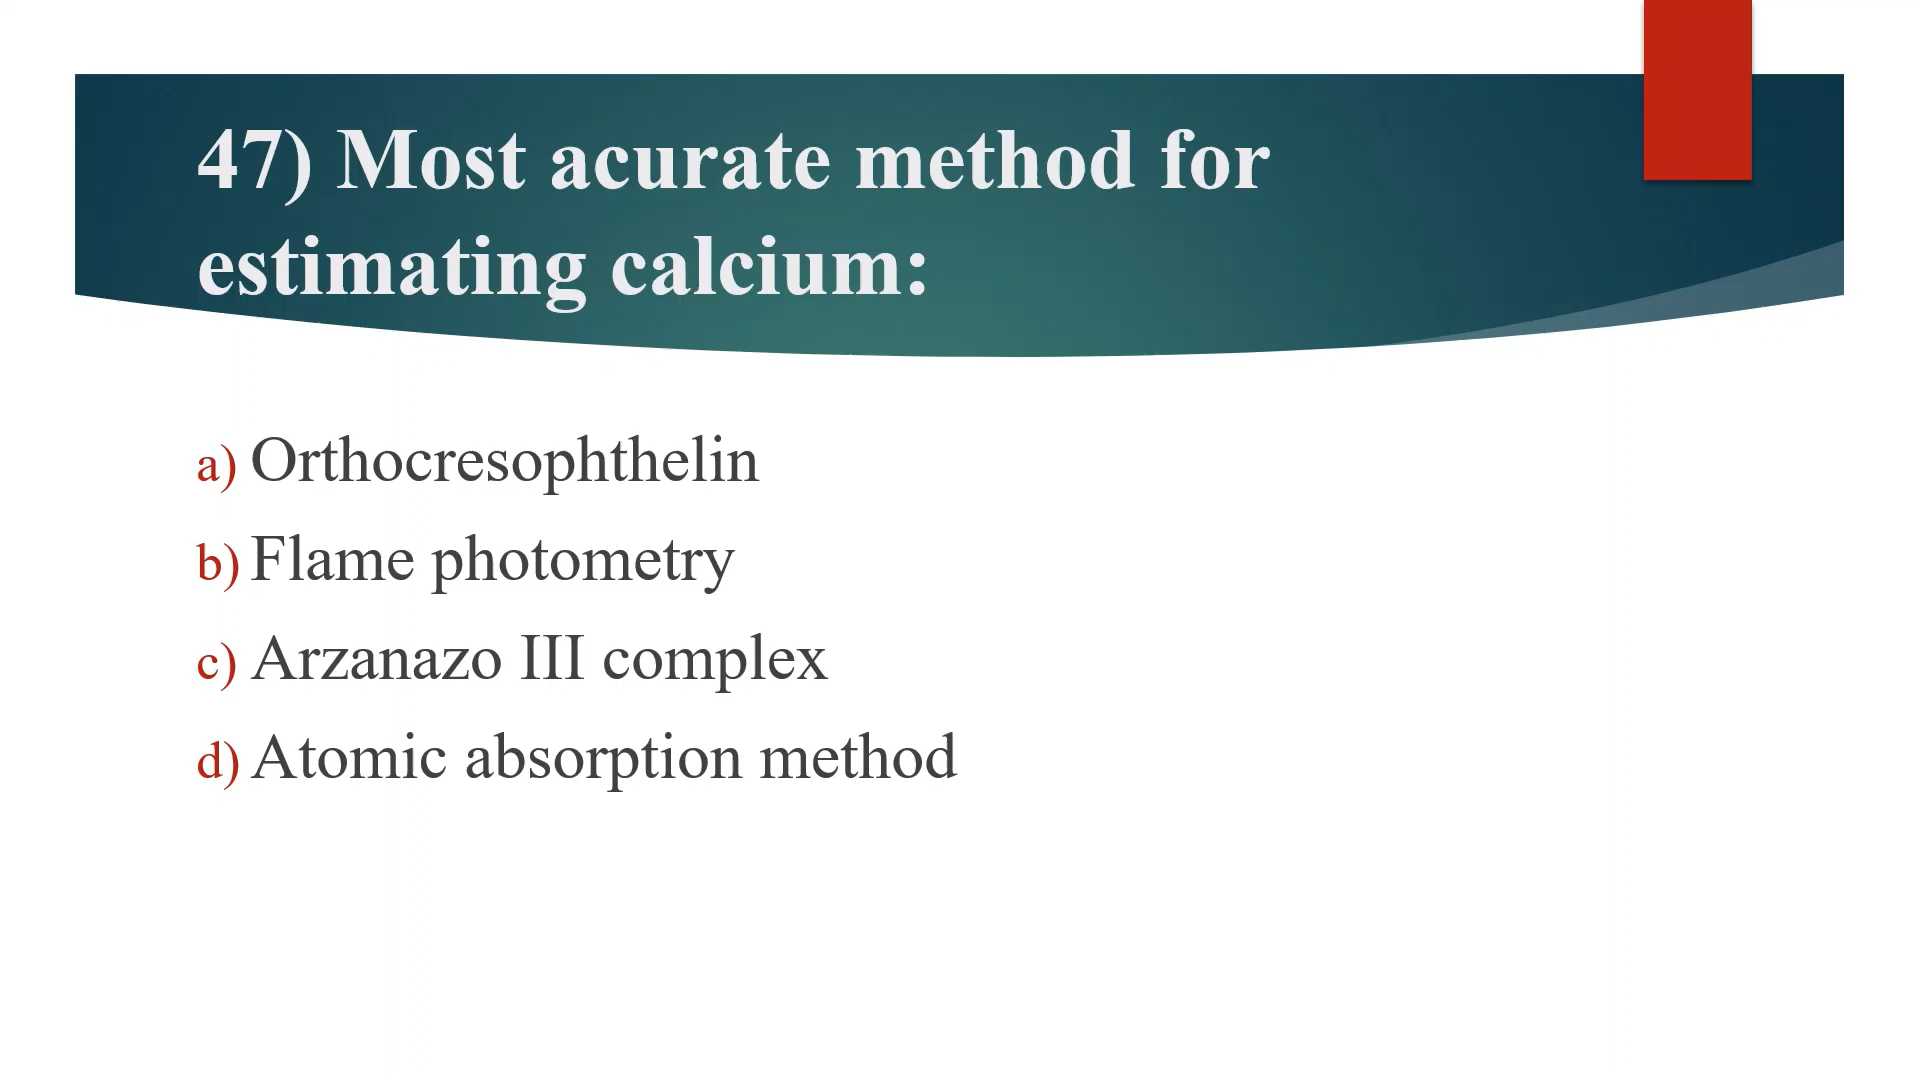 47) Most acurate method for
estimating calcium:
a) Orthocresophthelin
b) Flame photometry
c) Arzanazo III complex
d) Atomic absorption method